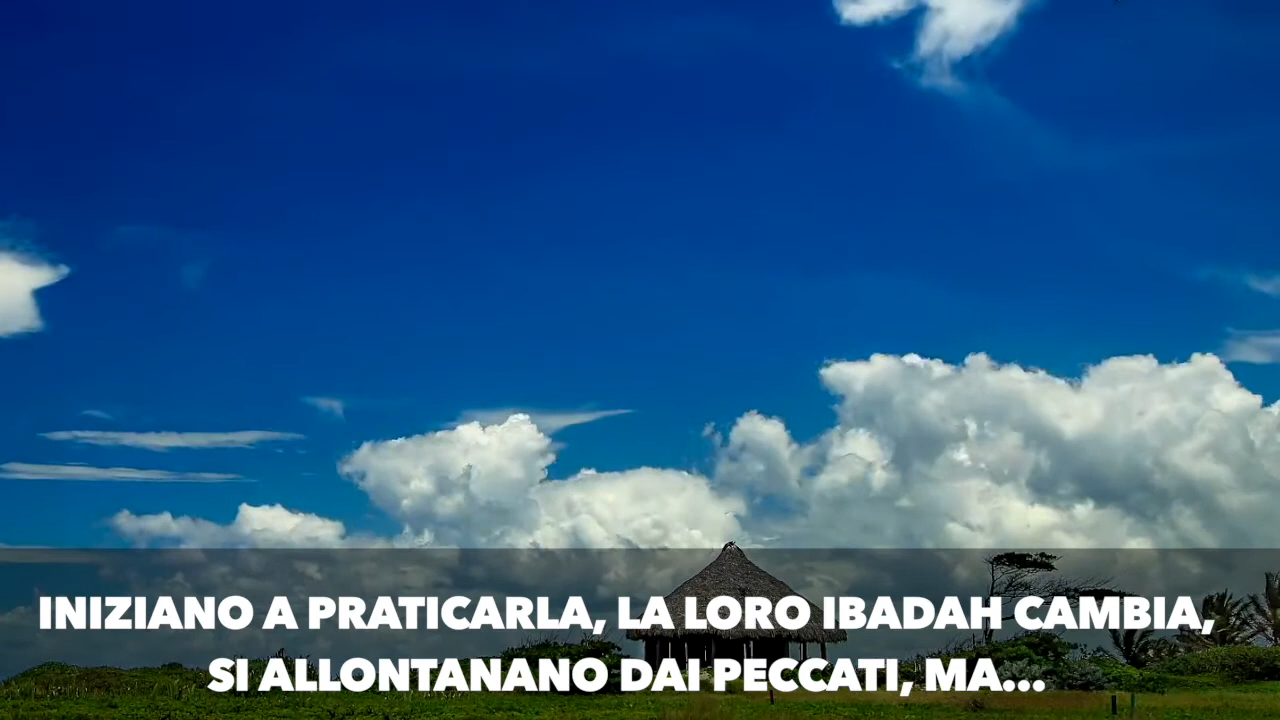 INIZIANO A PRATICARLA, LA LORO IBADAH CAMBIA,
SI ALLONTANANO DAI PECCATI, MA...